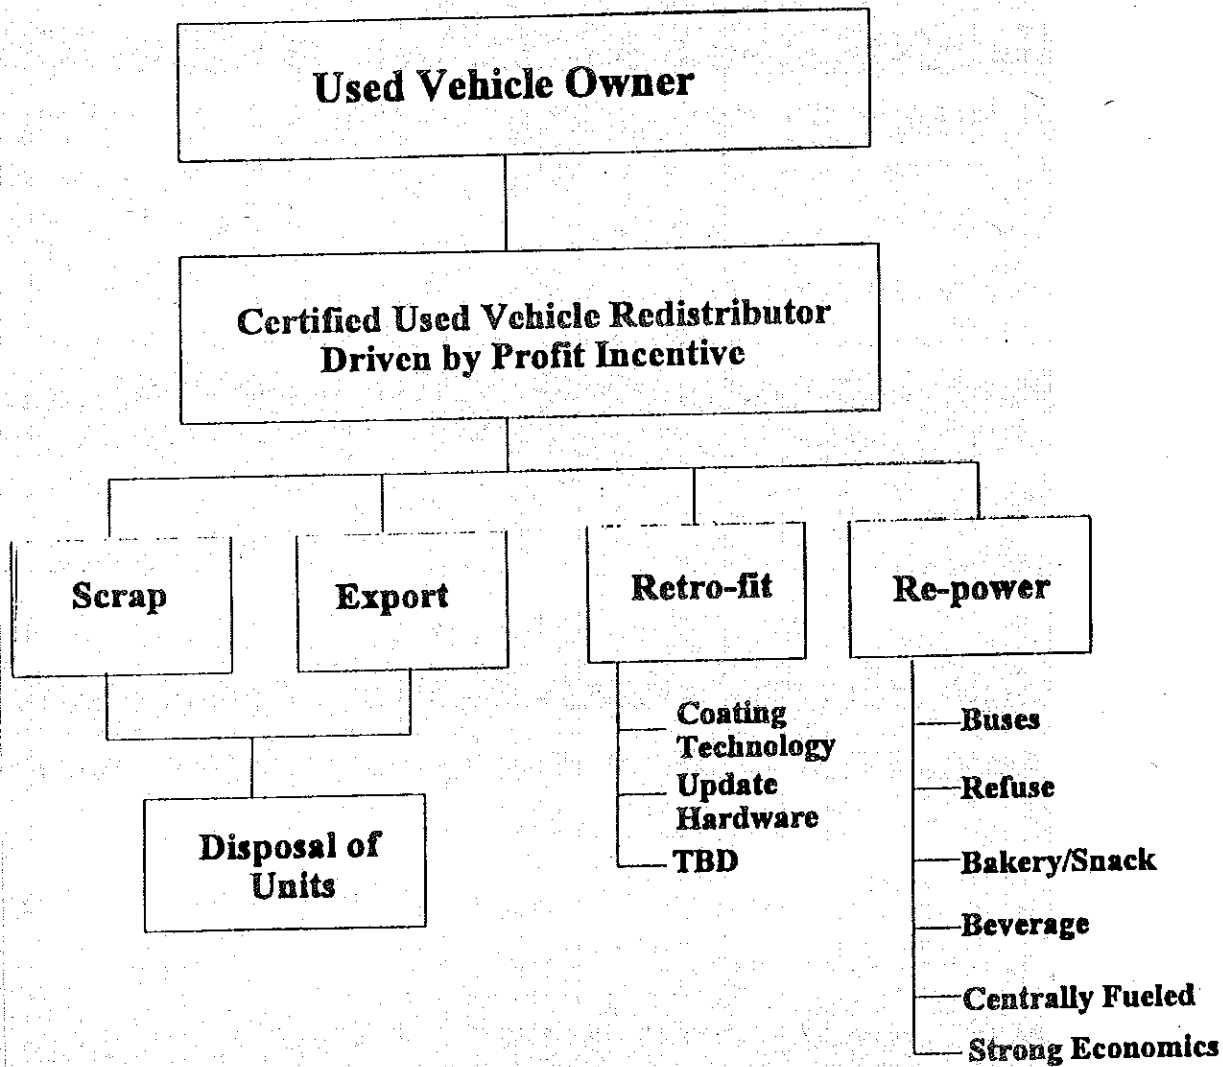 Used Vehicle Owner
Certified Used Vehicle Redistributor
Driven by Profit Incentive
Scrap
Export
Retro-fit
Re-power
Coating
Technology
Update
Hardware
TBD
Buses
Refuse
Bakery/Snack
Beverage
Centrally Fueled
Strong Economics
Disposal of
Units